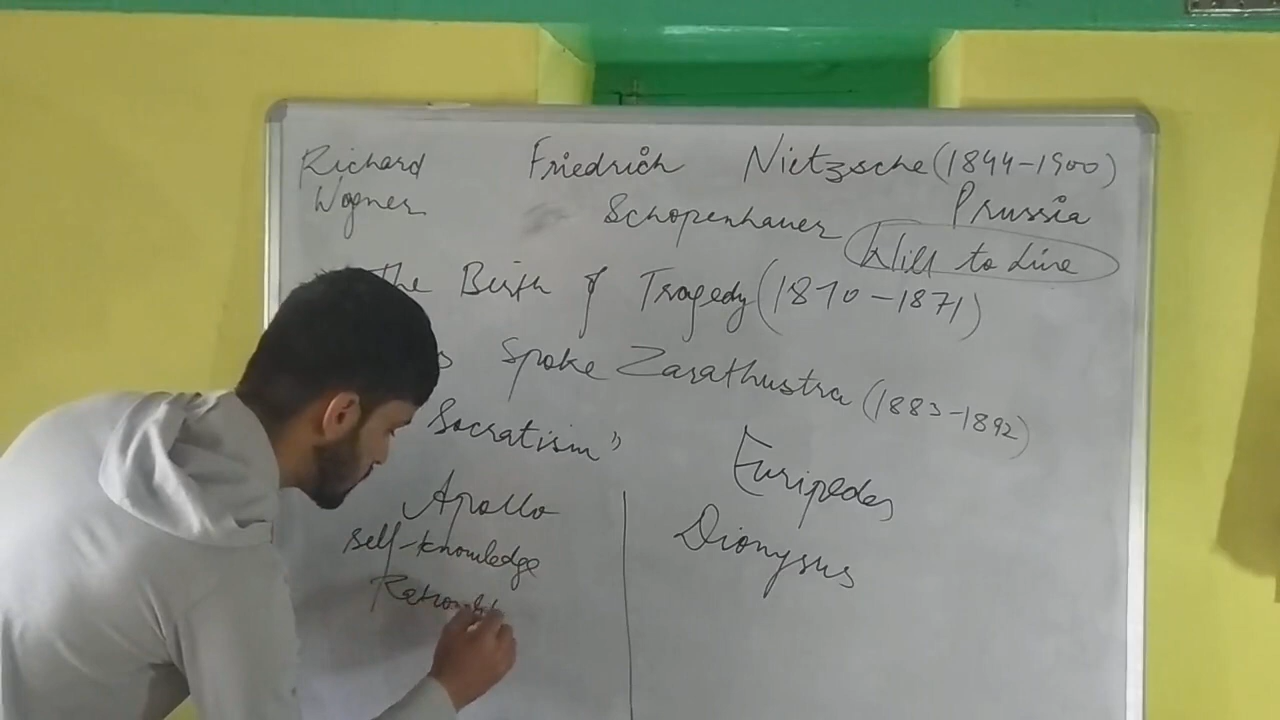 Richard Friedrich Nietzsche (1844-1900)
Wagner Schopenhauer Prussia
Will to Live
The Birth of Tragedy (1870-1871)
Spoke Zarathustra (1883-1892)
Socratism"
Euripedes
Apollo
Dionysus
Self-knowledge